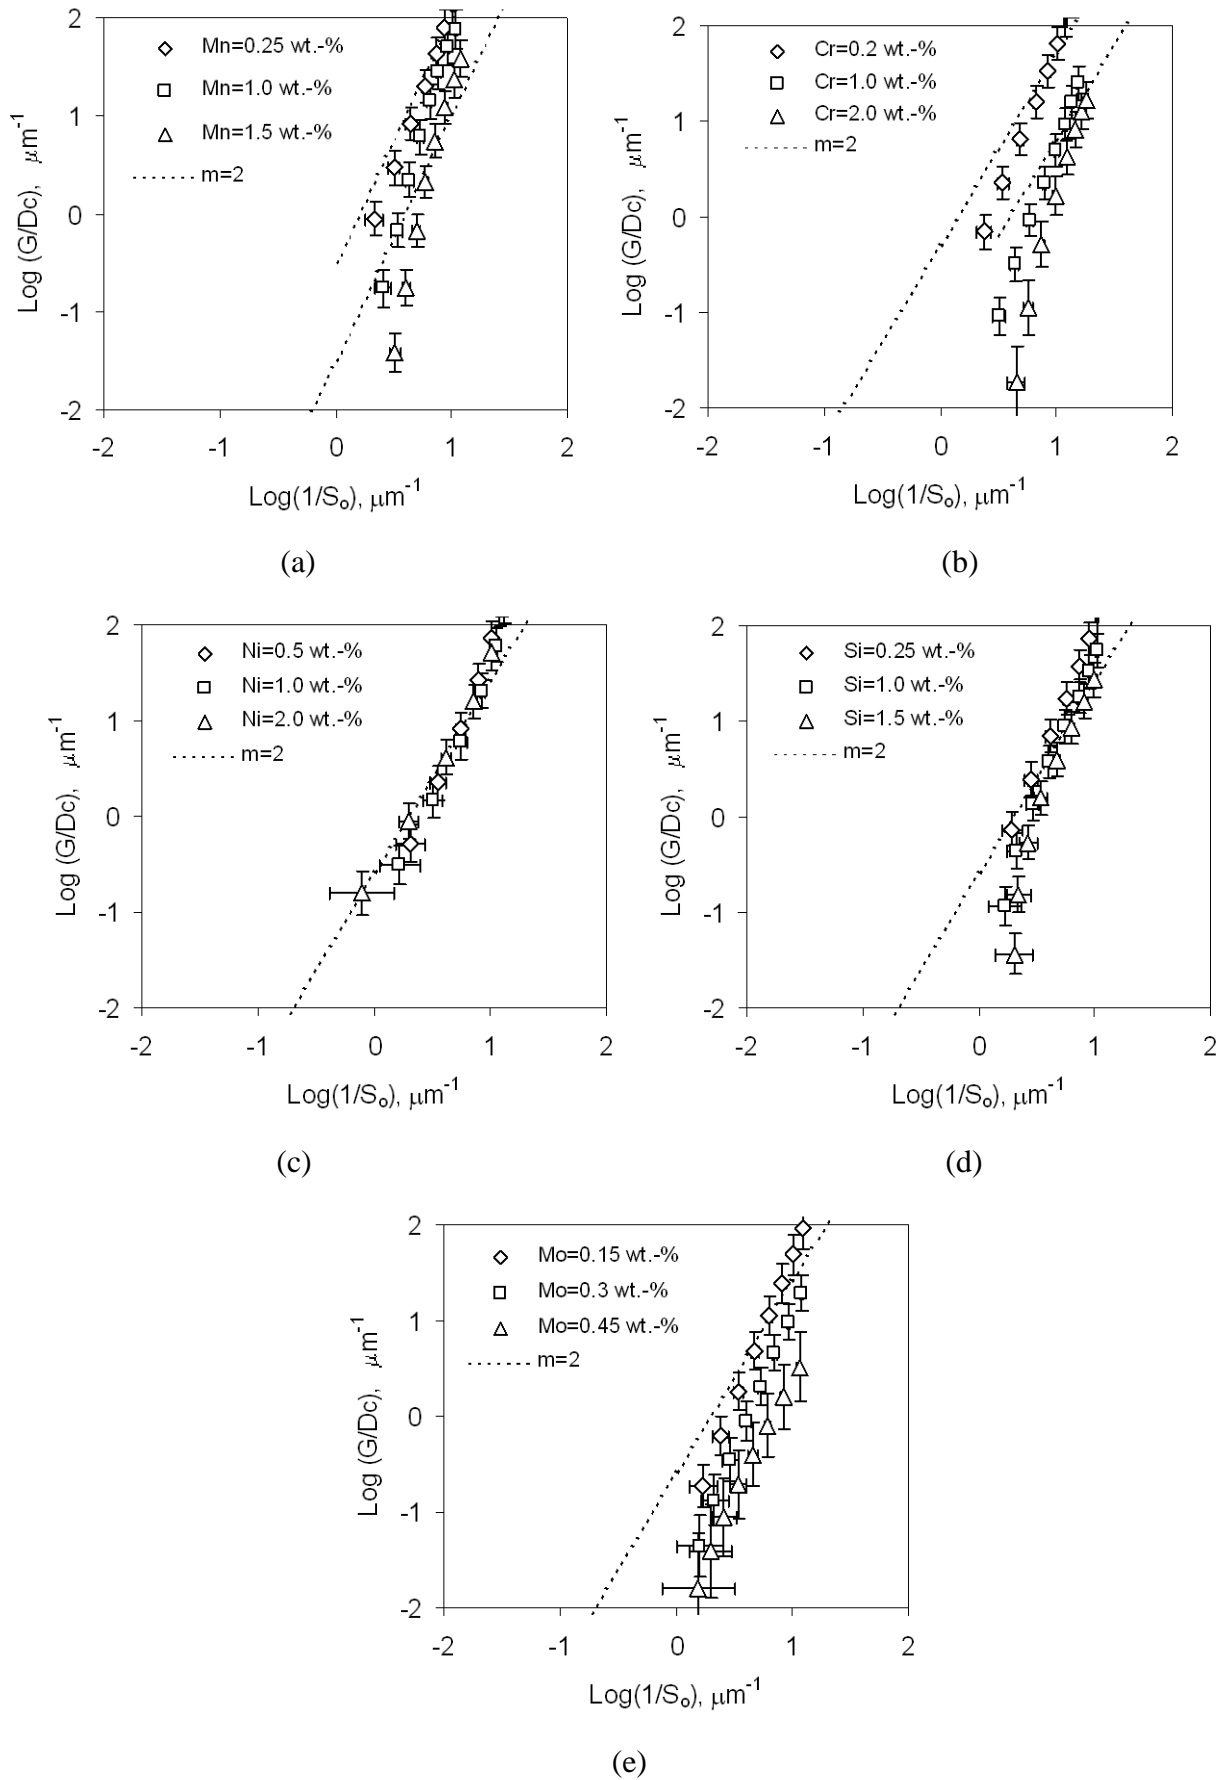 2
Mn=0.25 wt.-%
Mn=1.0 wt.-%
Mn=1.5 wt.-%
m=2
1
0
-1
-2
-2 -1 0 1 2
Log (G/Dc), μm-1
Log(1/So), μm-1
(a)
2
Cr=0.2 wt.-%
Cr=1.0 wt.-%
Cr=2.0 wt.-%
m=2
1
0
-1
-2
-2 -1 0 1 2
Log (G/Dc), μm-1
Log(1/So), μm-1
(b)
2
Ni=0.5 wt.-%
Ni=1.0 wt.-%
Ni=2.0 wt.-%
m=2
1
0
-1
-2
-2 -1 0 1 2
Log (G/Dc), μm-1
Log(1/So), μm-1
(c)
2
Si=0.25 wt.-%
Si=1.0 wt.-%
Si=1.5 wt.-%
m=2
1
0
-1
-2
-2 -1 0 1 2
Log (G/Dc), μm-1
Log(1/So), μm-1
(d)
2
Mo=0.15 wt.-%
Mo=0.3 wt.-%
Mo=0.45 wt.-%
m=2
1
0
-1
-2
-2 -1 0 1 2
Log (G/Dc), μm-1
Log(1/So), μm-1
(e)